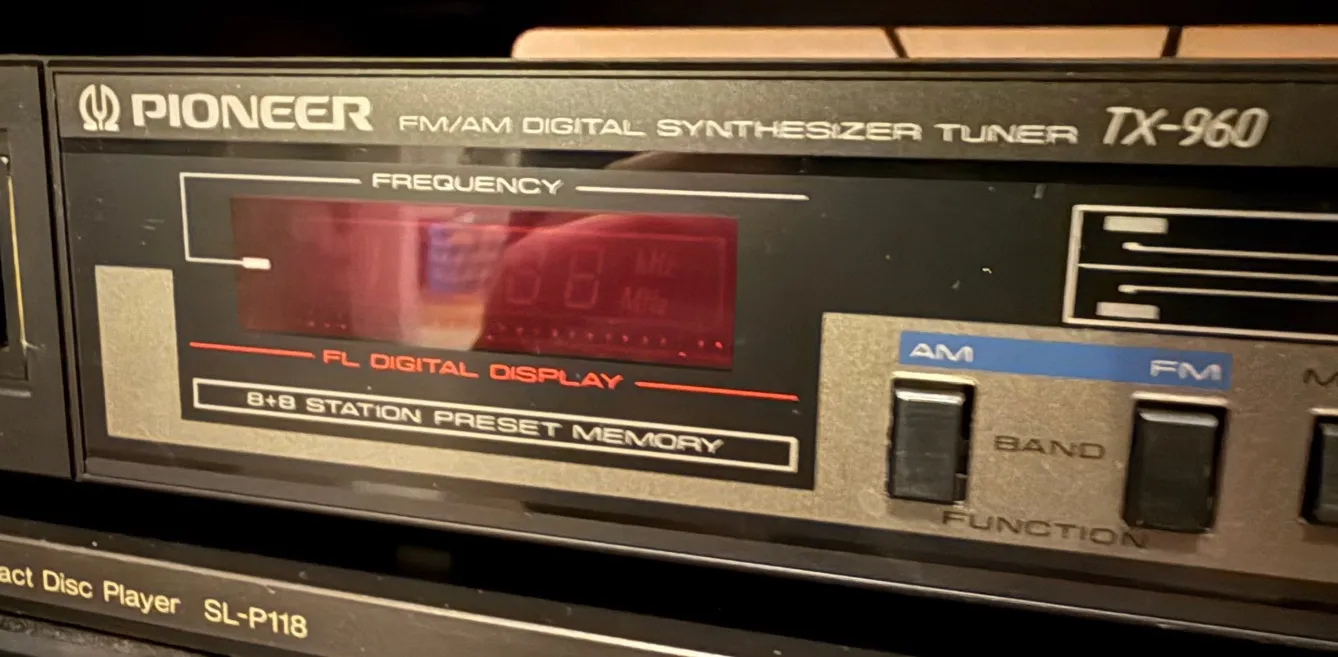 PIONEER FM/AM DIGITAL SYNTHESIZER TUNER TX-960
FREQUENCY
MHz
FL DIGITAL DISPLAY
8+8 STATION PRESET MEMORY
AM FM
BAND
FUNCTION
act Disc Player SL-P118